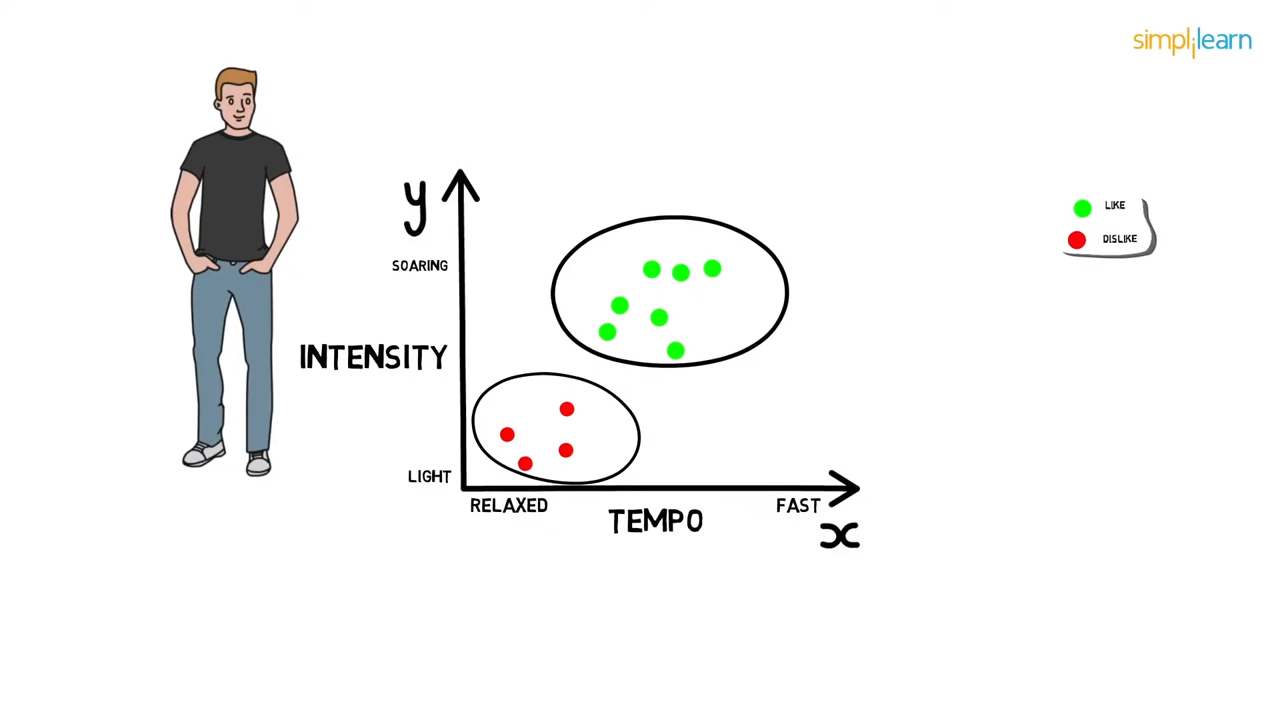 simplilearn
y
SOARING
INTENSITY
LIGHT
RELAXED
TEMPO
FAST
x
LIKE
DISLIKE